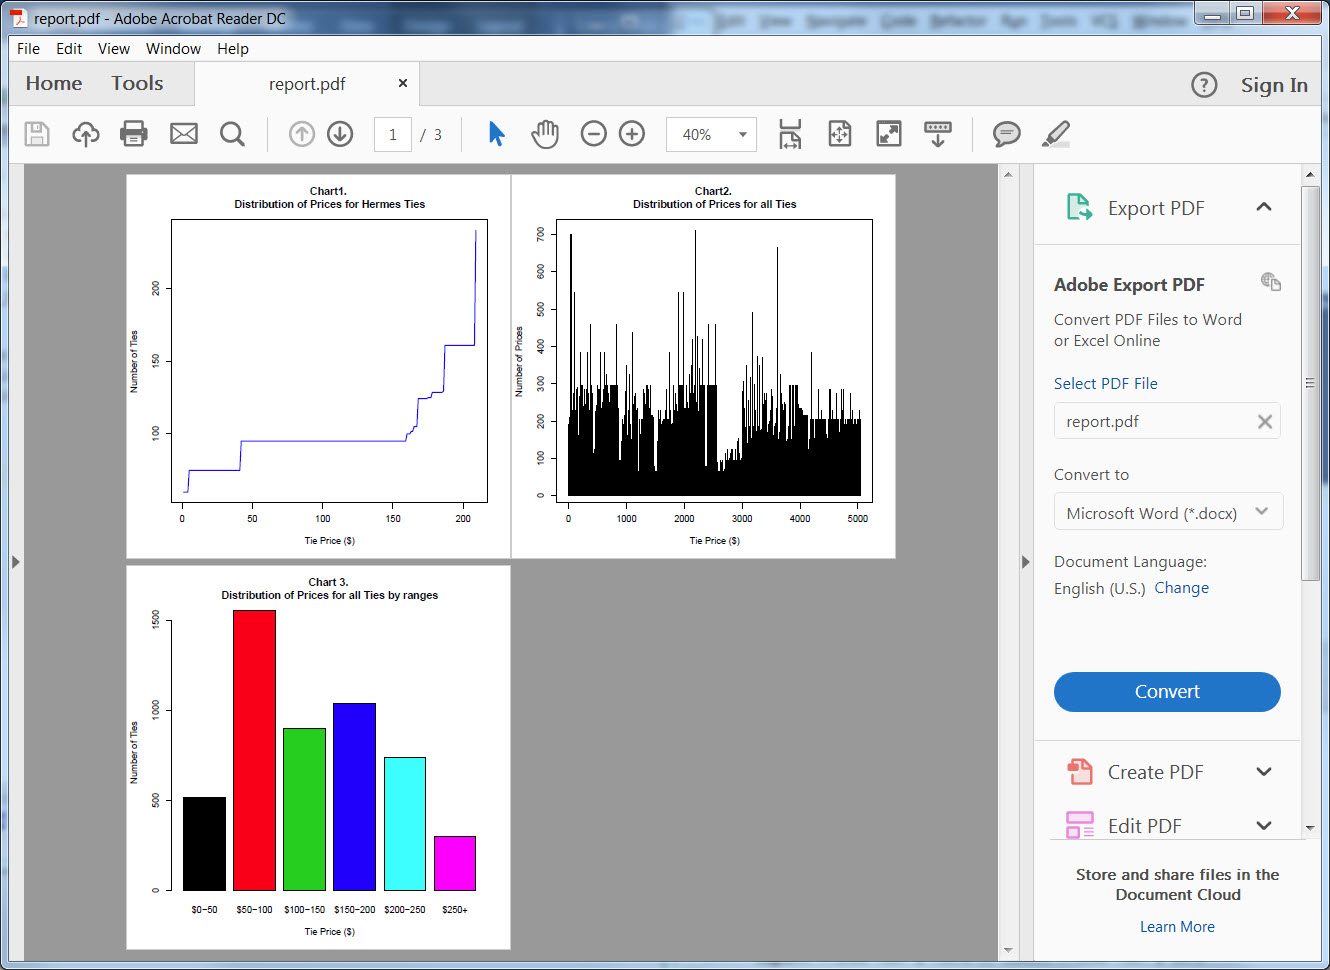 report.pdf - Adobe Acrobat Reader DC
File Edit View Window Help
Home Tools report.pdf Sign In
1 / 3 40%
Chart1.
Distribution of Prices for Hermes Ties
Number of Ties
200
150
100
0 50 100 150 200
Tie Price ($)
Chart2.
Distribution of Prices for all Ties
Number of Prices
700
600
500
400
300
200
100
0
0 1000 2000 3000 4000 5000
Tie Price ($)
Chart 3.
Distribution of Prices for all Ties by ranges
Number of Ties
1500
1000
500
0
$0-50 $50-100 $100-150 $150-200 $200-250 $250+
Tie Price ($)
Export PDF
Adobe Export PDF
Convert PDF Files to Word
or Excel Online
Select PDF File
report.pdf
Convert to
Microsoft Word (*.docx)
Document Language:
English (U.S.) Change
Convert
Create PDF
Edit PDF
Store and share files in the
Document Cloud
Learn More